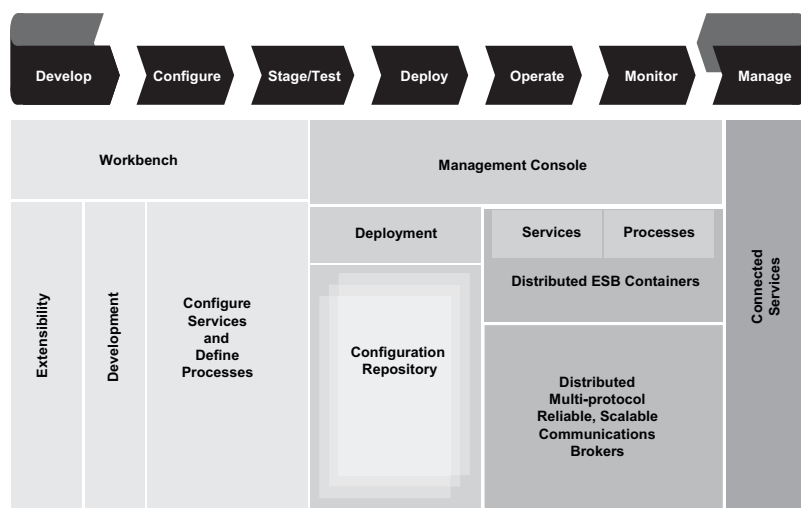 Develop
Configure
Stage/Test
Deploy
Operate
Monitor
Manage
Workbench
Management Console
Extensibility
Development
Configure
Services
and
Define
Processes
Deployment
Configuration
Repository
Services
Processes
Distributed ESB Containers
Distributed
Multi-protocol
Reliable, Scalable
Communications
Brokers
Connected
Services